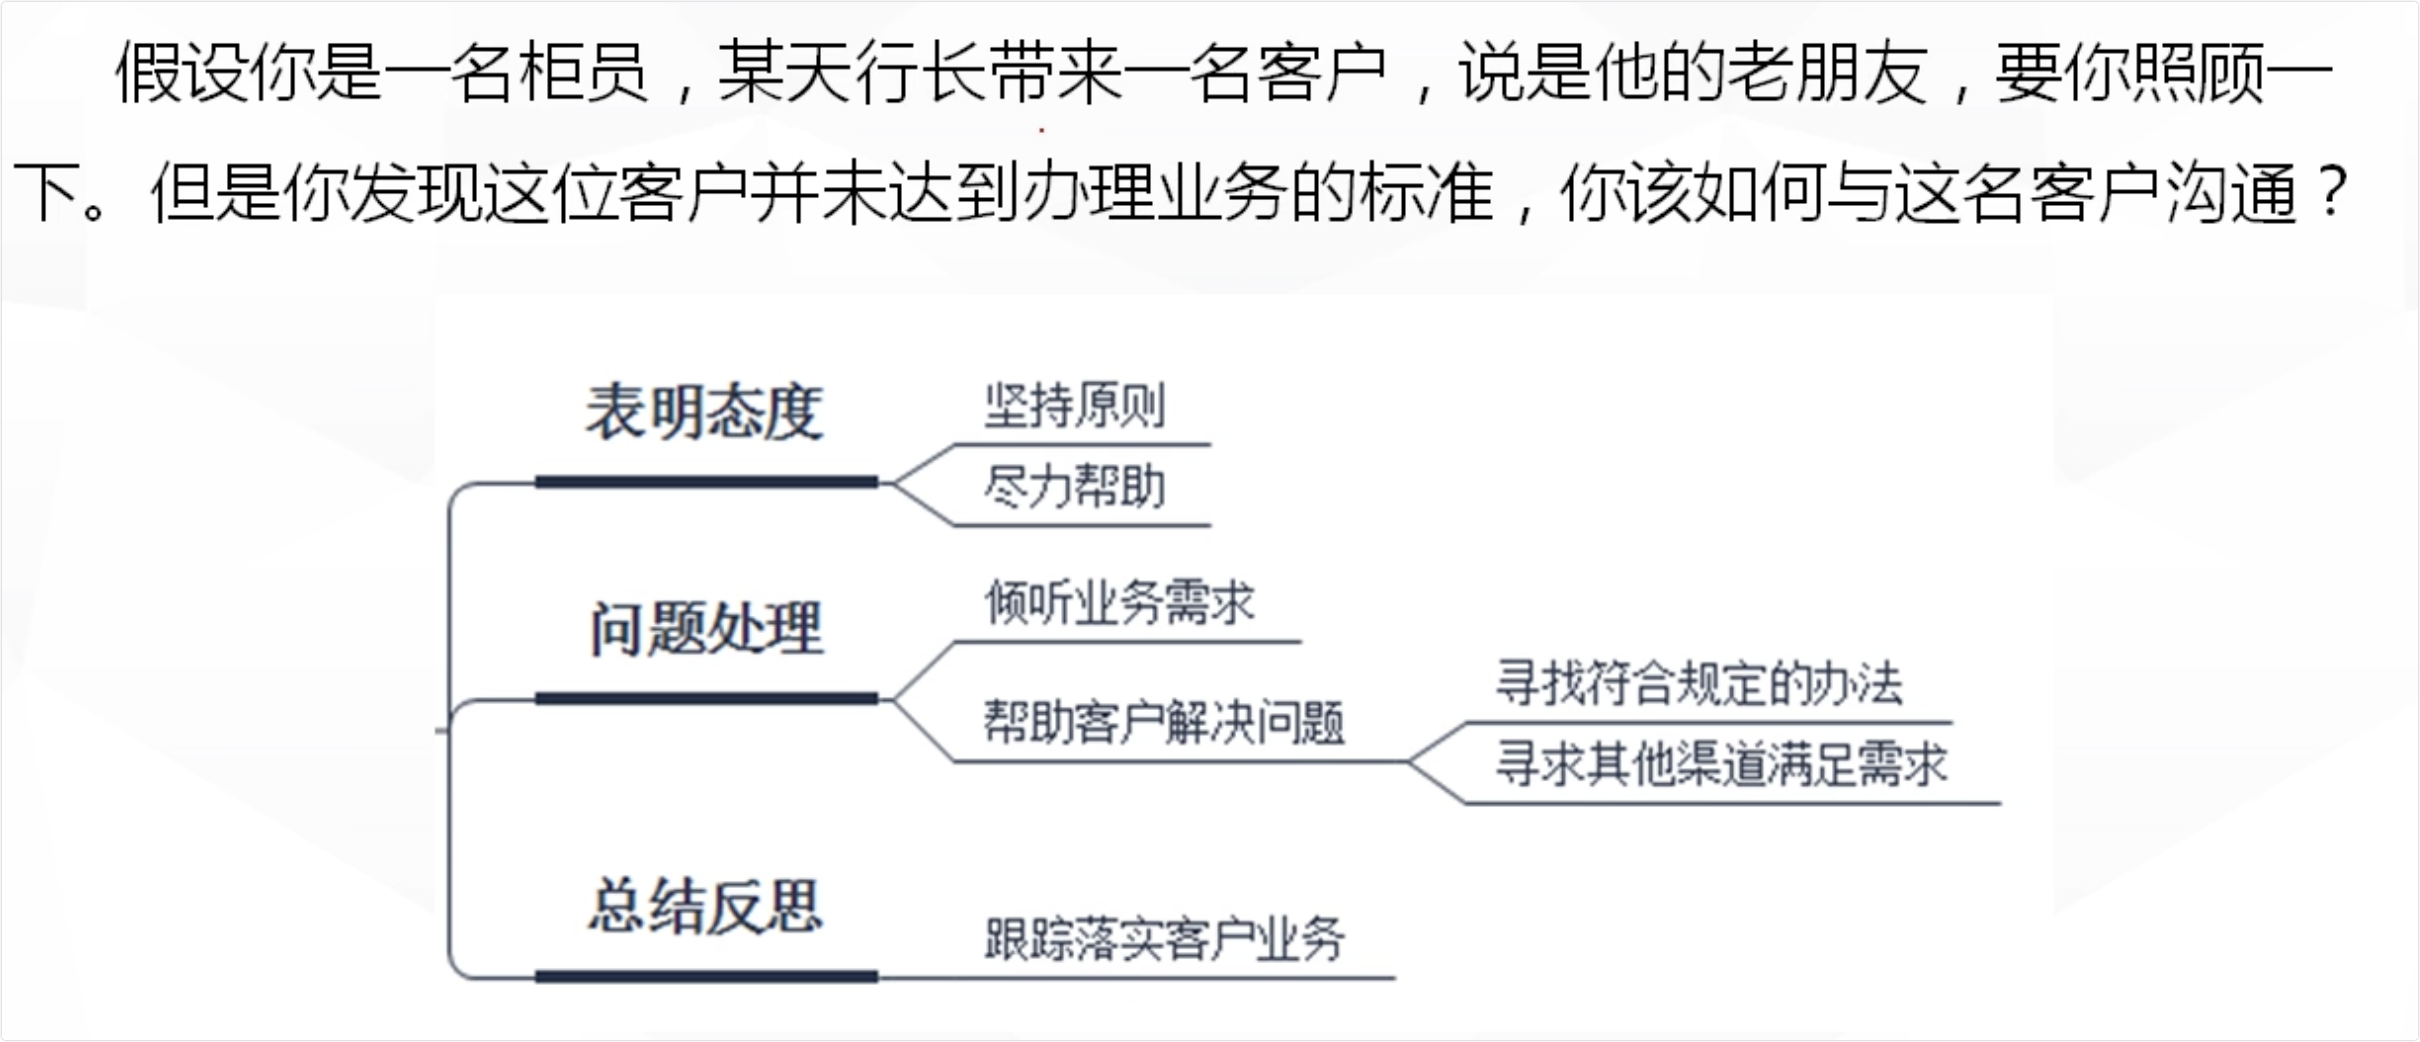 假设你是一名柜员，某天行长带来一名客户，说是他的老朋友，要你照顾一
下。但是你发现这位客户并未达到办理业务的标准，你该如何与这名客户沟通？
表明态度
坚持原则
尽力帮助
问题处理
倾听业务需求
帮助客户解决问题
寻找符合规定的办法
寻求其他渠道满足需求
总结反思
跟踪落实客户业务